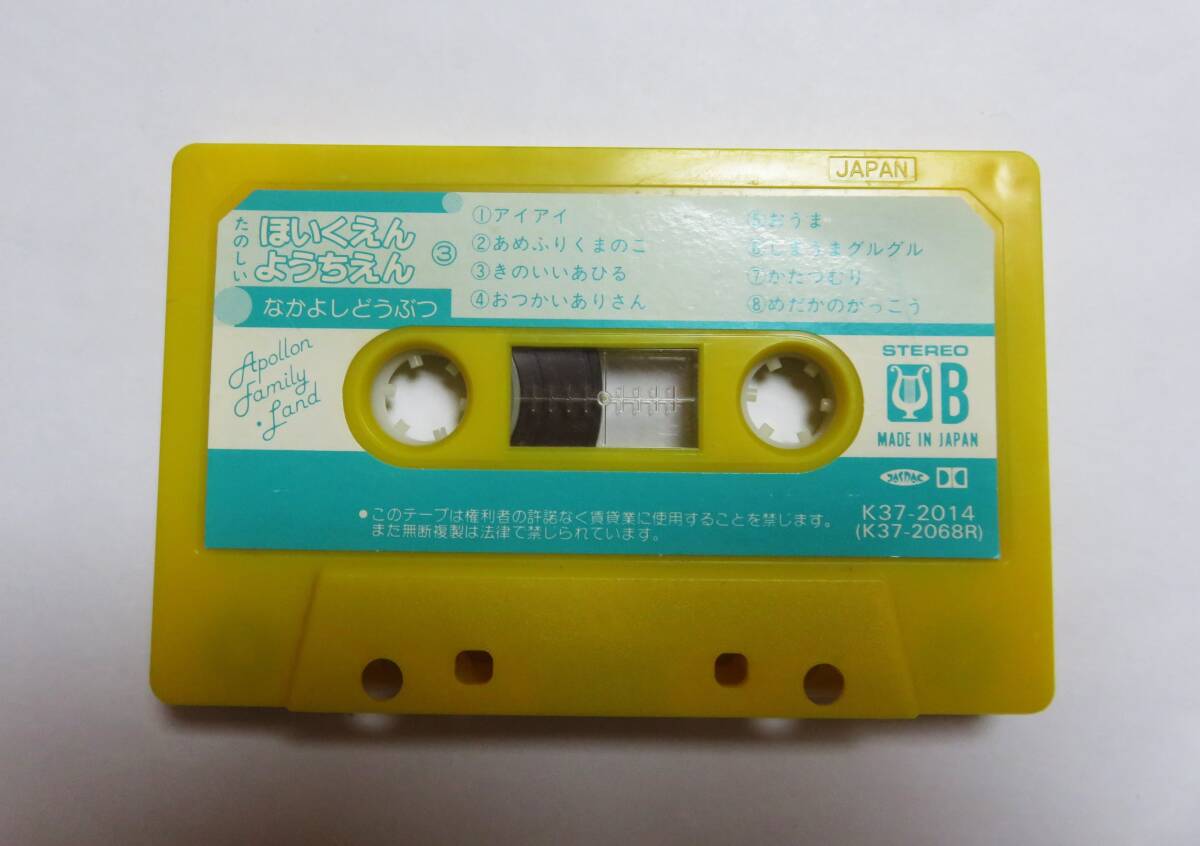 JAPAN
たのしい
ほいくえん
ようちえん
③
なかよしどうぶつ
①アイアイ
②あめふりくまのこ
③きのいいあひる
④おつかいありさん
⑤おうま
⑥しまうまグルグル
⑦かたつむり
⑧めだかのがっこう
Apollon
Family
・Land
STEREO
B
MADE IN JAPAN
JASRAC
●このテープは権利者の許諾なく賃貸業に使用することを禁じます。
また無断複製は法律で禁じられています。
K37-2014
(K37-2068R)